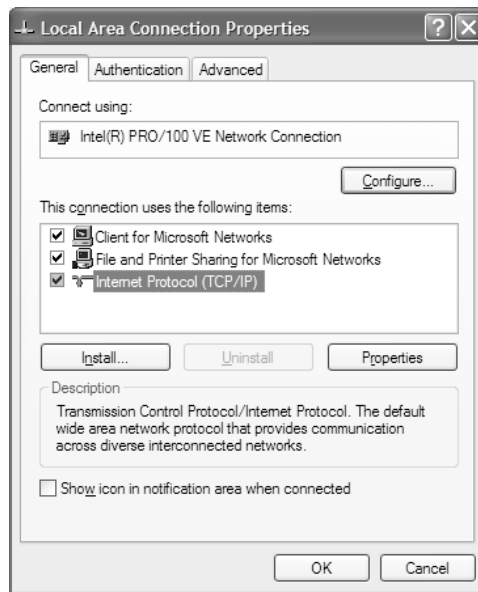 Local Area Connection Properties
General Authentication Advanced
Connect using:
Intel(R) PRO/100 VE Network Connection
Configure...
This connection uses the following items:
Client for Microsoft Networks
File and Printer Sharing for Microsoft Networks
Internet Protocol (TCP/IP)
Install... Uninstall Properties
Description
Transmission Control Protocol/Internet Protocol. The default
wide area network protocol that provides communication
across diverse interconnected networks.
Show icon in notification area when connected
OK Cancel